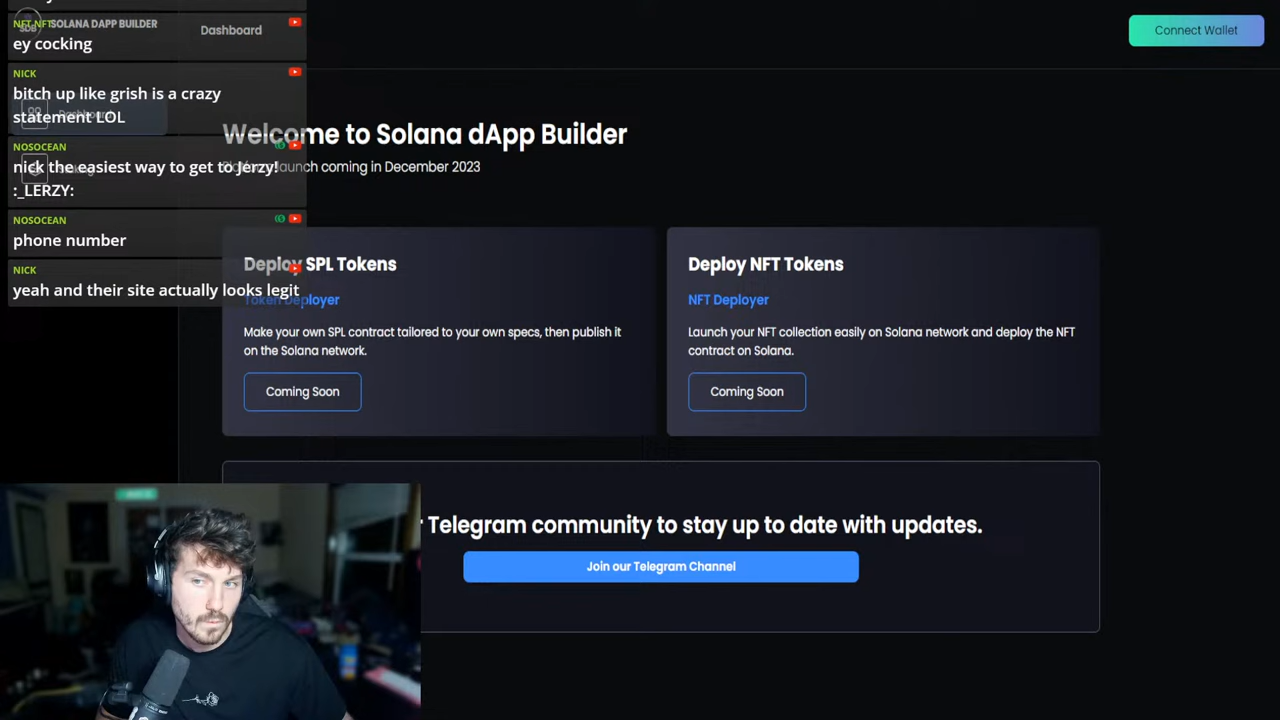 SOLANA DAPP BUILDER
Dashboard
Connect Wallet
ey cocking
NICK
bitch up like grish is a crazy
statement LOL
NOSOCEAN
nick the easiest way to get to Jerzy!
:_LERZY:
NOSOCEAN
phone number
NICK
yeah and their site actually looks legit
Welcome to Solana dApp Builder
launch coming in December 2023
Deploy SPL Tokens
Token Deployer
Make your own SPL contract tailored to your own specs, then publish it
on the Solana network.
Coming Soon
Deploy NFT Tokens
NFT Deployer
Launch your NFT collection easily on Solana network and deploy the NFT
contract on Solana.
Coming Soon
Telegram community to stay up to date with updates.
Join our Telegram Channel